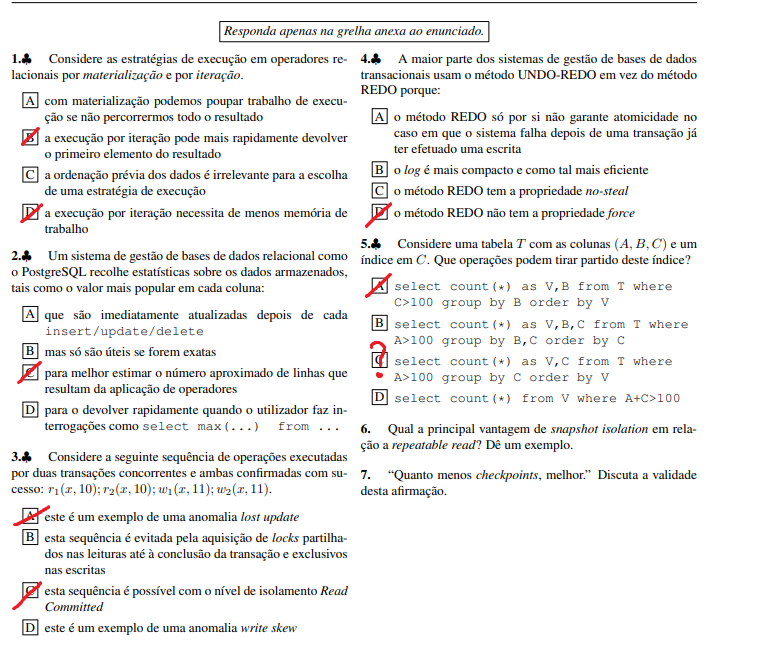 Responda apenas na grelha anexa ao enunciado.
1.♣ Considere as estratégias de execução em operadores re-
lacionais por materialização e por iteração.
A com materialização podemos poupar trabalho de execu-
ção se não percorrermos todo o resultado
B a execução por iteração pode mais rapidamente devolver
o primeiro elemento do resultado
C a ordenação prévia dos dados é irrelevante para a escolha
de uma estratégia de execução
D a execução por iteração necessita de menos memória de
trabalho
2.♣ Um sistema de gestão de bases de dados relacional como
o PostgreSQL recolhe estatísticas sobre os dados armazenados,
tais como o valor mais popular em cada coluna:
A que são imediatamente atualizadas depois de cada
insert/update/delete
B mas só são úteis se forem exatas
C para melhor estimar o número aproximado de linhas que
resultam da aplicação de operadores
D para o devolver rapidamente quando o utilizador faz in-
terrogações como select max(...) from ...
3.♣ Considere a seguinte sequência de operações executadas
por duas transações concorrentes e ambas confirmadas com su-
cesso: r1(x, 10); r2(x, 10); w1(x, 11); w2(x, 11).
A este é um exemplo de uma anomalia lost update
B esta sequência é evitada pela aquisição de locks partilha-
dos nas leituras até à conclusão da transação e exclusivos
nas escritas
C esta sequência é possível com o nível de isolamento Read
Committed
D este é um exemplo de uma anomalia write skew
4.♣ A maior parte dos sistemas de gestão de bases de dados
transacionais usam o método UNDO-REDO em vez do método
REDO porque:
A o método REDO só por si não garante atomicidade no
caso em que o sistema falha depois de uma transação já
ter efetuado uma escrita
B o log é mais compacto e como tal mais eficiente
C o método REDO tem a propriedade no-steal
D o método REDO não tem a propriedade force
5.♣ Considere uma tabela T com as colunas (A, B, C) e um
índice em C. Que operações podem tirar partido deste índice?
A select count(*) as V,B from T where
C>100 group by B order by V
B select count(*) as V,B,C from T where
A>100 group by B,C order by C
?
C select count(*) as V,C from T where
A>100 group by C order by V
D select count(*) from V where A+C>100
6. Qual a principal vantagem de snapshot isolation em rela-
ção a repeatable read? Dê um exemplo.
7. “Quanto menos checkpoints, melhor.” Discuta a validade
desta afirmação.